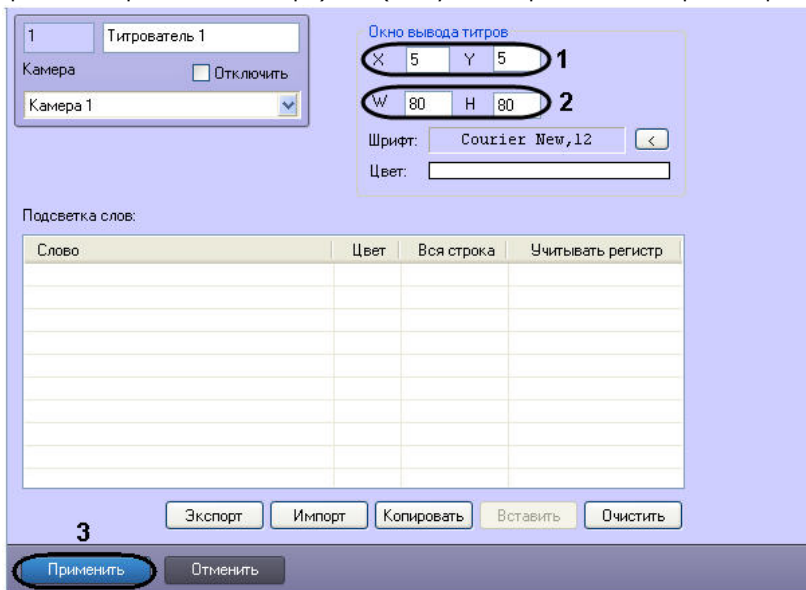 1 Титрователь 1
Камера Отключить
Камера 1
Окно вывода титров
X 5 Y 5 1
W 80 H 80 2
Шрифт: Courier New,12 <
Цвет:
Подсветка слов:
Слово Цвет Вся строка Учитывать регистр
Экспорт Импорт Копировать Вставить Очистить
3
Применить Отменить